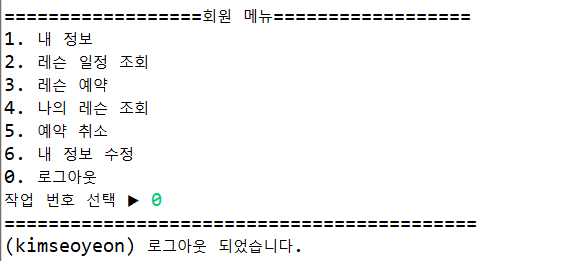 ===================회원 메뉴===================
1. 내 정보
2. 레슨 일정 조회
3. 레슨 예약
4. 나의 레슨 조회
5. 예약 취소
6. 내 정보 수정
0. 로그아웃
작업 번호 선택 ▶ 0
=============================================
(kimseoyeon) 로그아웃 되었습니다.